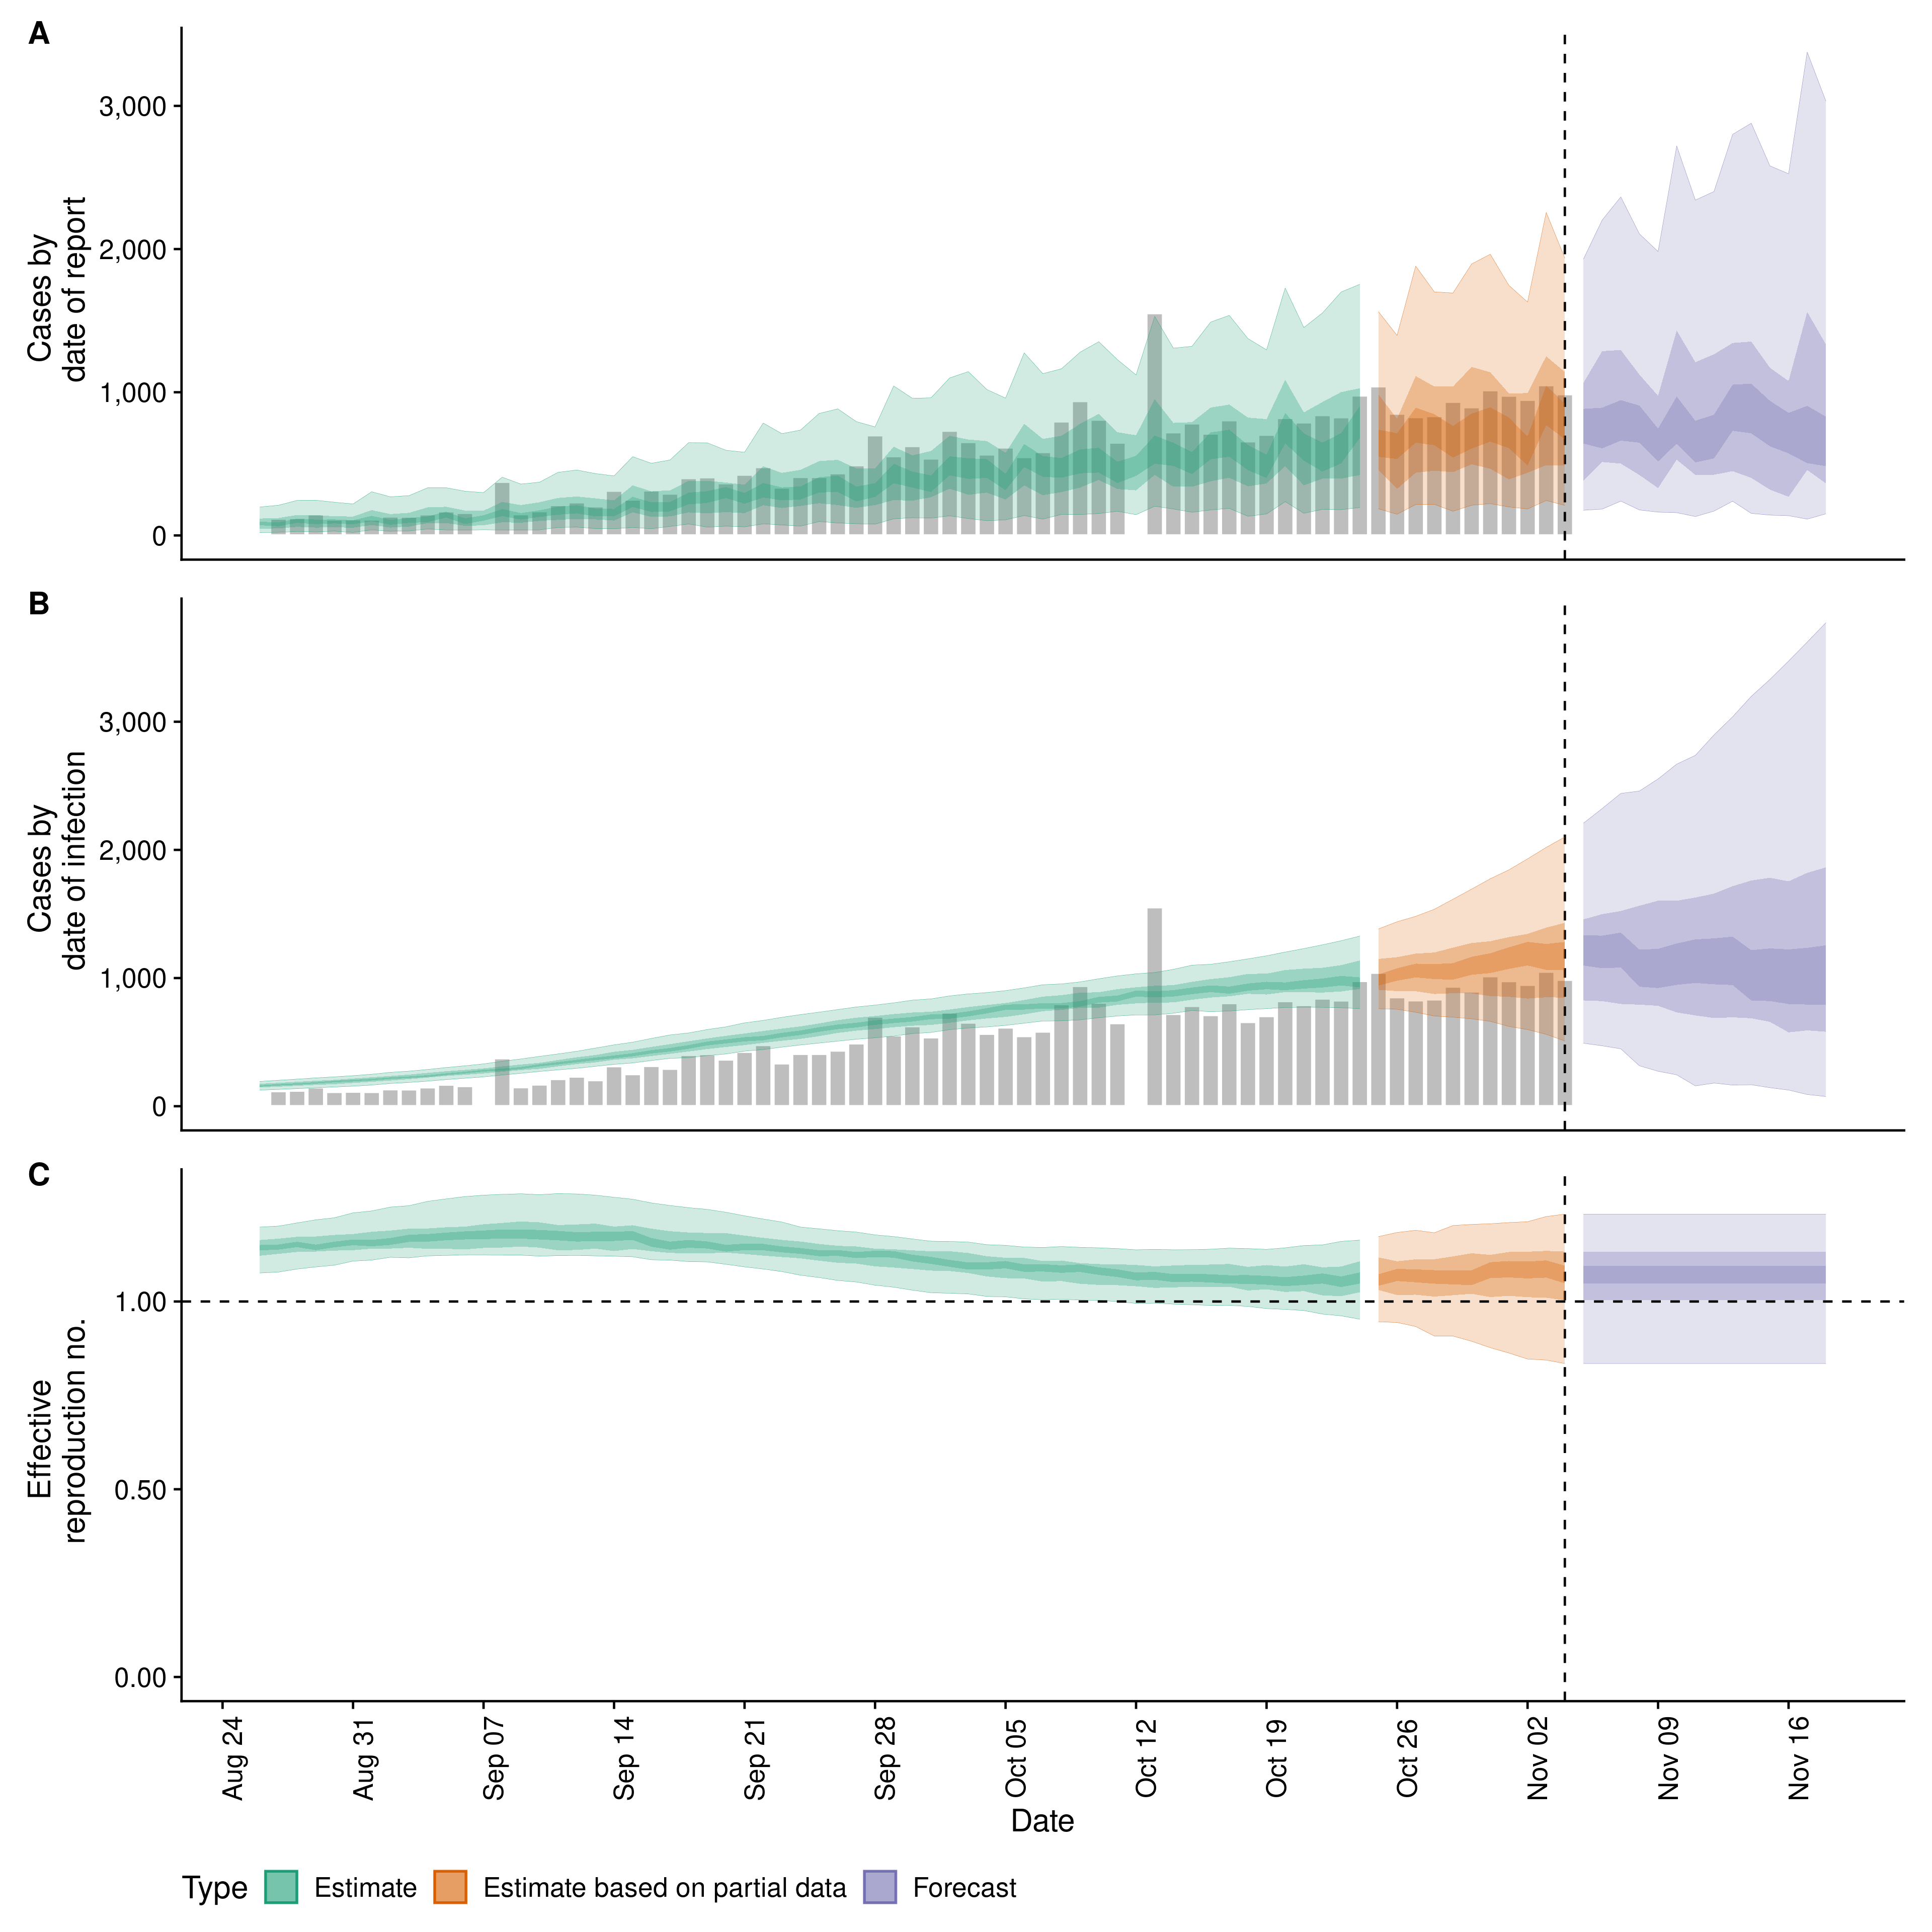 A
Cases by
date of report
3,000
2,000
1,000
0
B
Cases by
date of infection
3,000
2,000
1,000
0
C
Effective
reproduction no.
1.00
0.50
0.00
Aug 24
Aug 31
Sep 07
Sep 14
Sep 21
Sep 28
Oct 05
Oct 12
Oct 19
Oct 26
Nov 02
Nov 09
Nov 16
Date
Type Estimate Estimate based on partial data Forecast